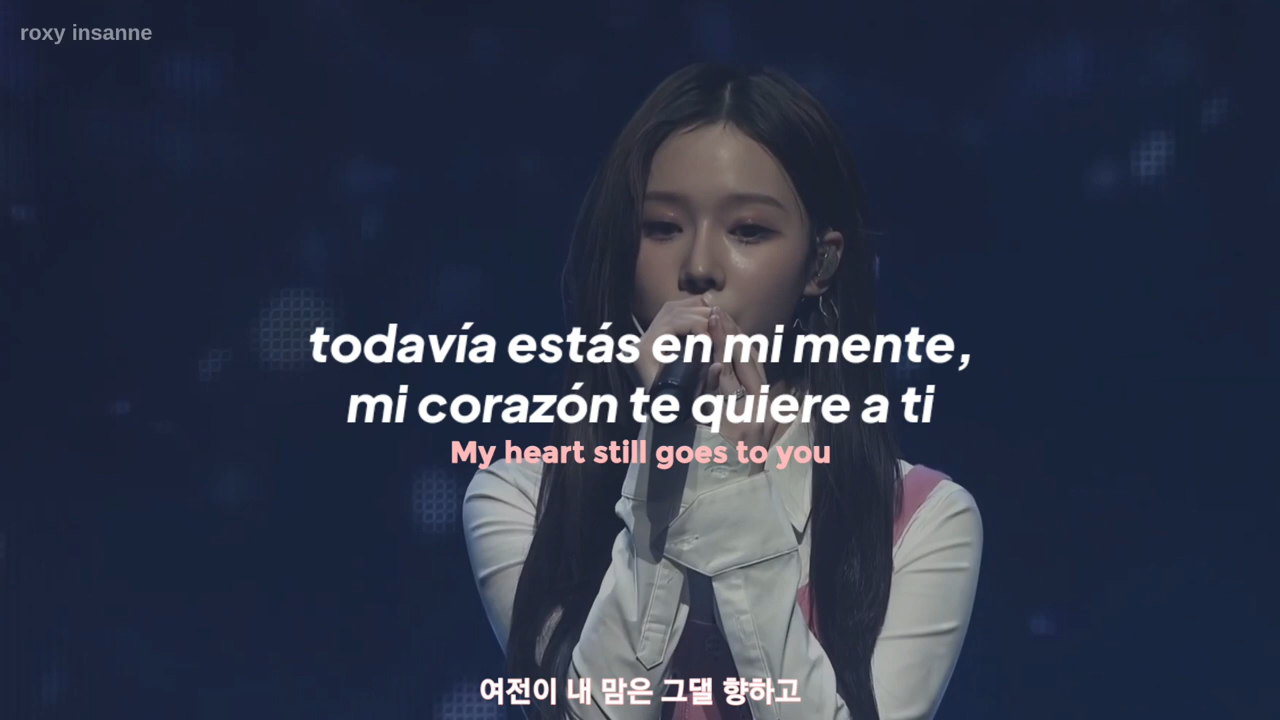 roxy insanne
todavía estás en mi mente,
mi corazón te quiere a ti
My heart still goes to you
여전이 내 맘은 그댈 향하고